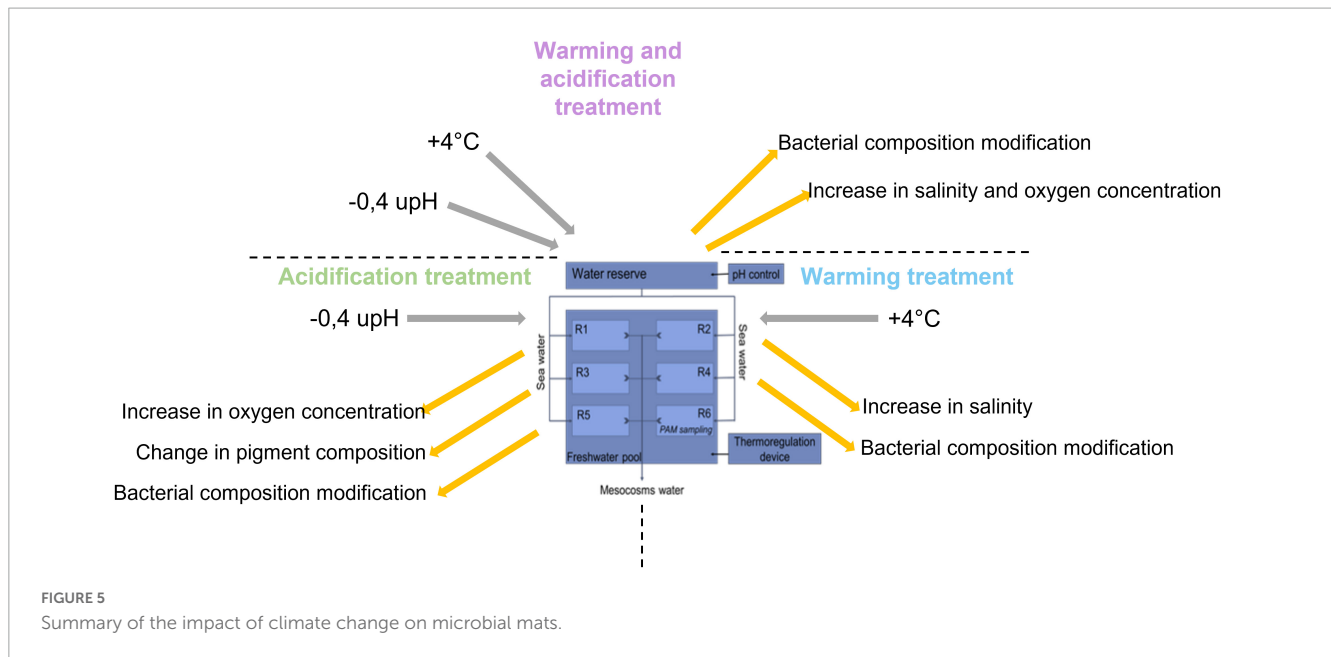 Warming and
acidification
treatment
+4°C
-0,4 upH
Bacterial composition modification
Increase in salinity and oxygen concentration
Acidification treatment
Water reserve
pH control
Warming treatment
-0,4 upH
+4°C
Sea water
R1
R2
Sea water
R3
R4
R5
R6
PAM sampling
Freshwater pool
Thermoregulation
device
Mesocosms water
Increase in oxygen concentration
Change in pigment composition
Bacterial composition modification
Increase in salinity
Bacterial composition modification
FIGURE 5
Summary of the impact of climate change on microbial mats.